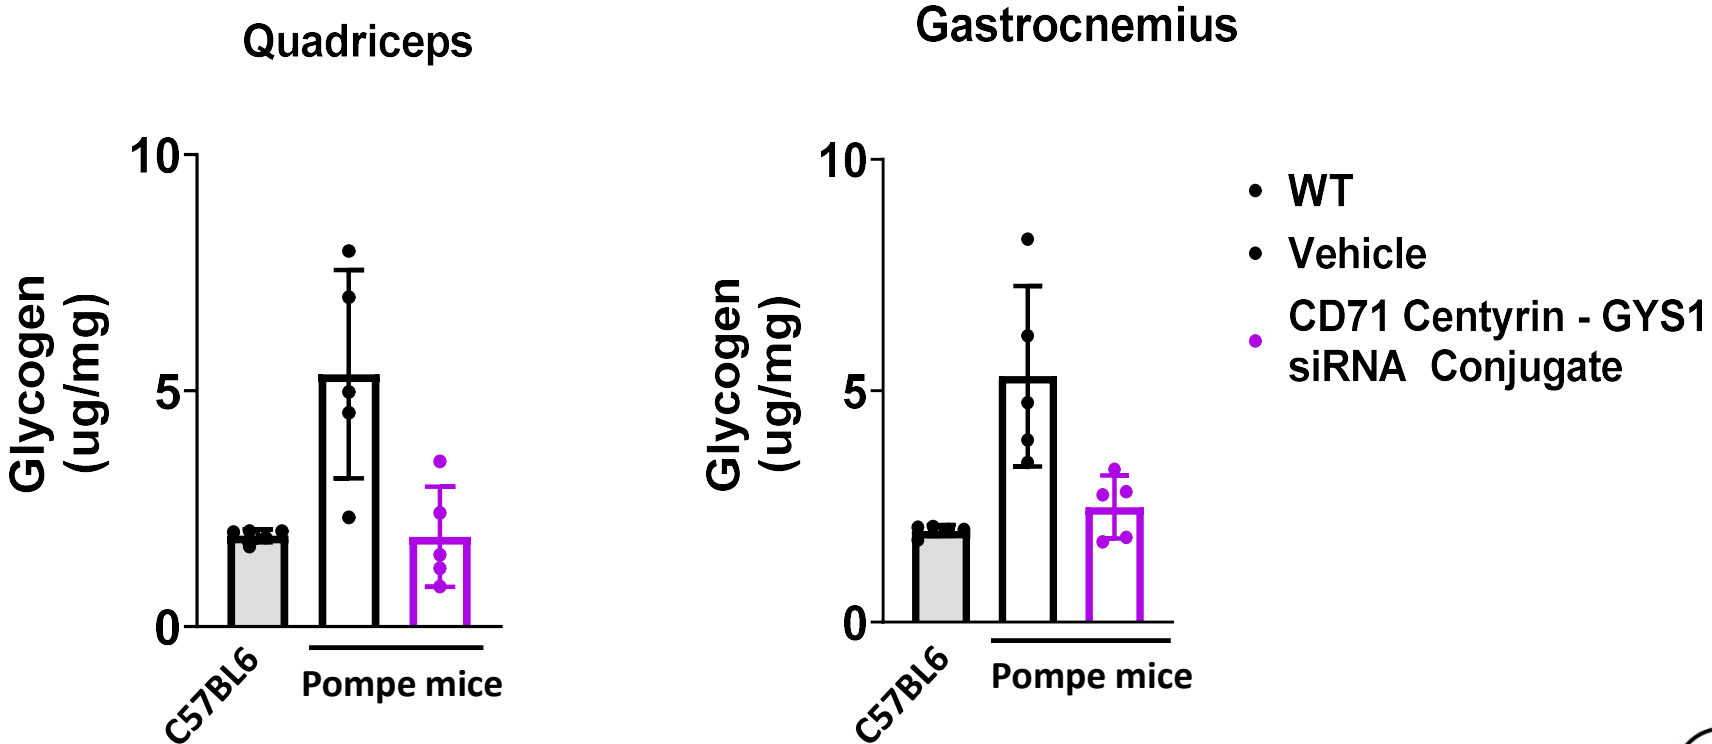 Quadriceps
Glycogen
(ug/mg)
10
5
0
C57BL6
Pompe mice
Gastrocnemius
Glycogen
(ug/mg)
10
5
0
C57BL6
Pompe mice
WT
Vehicle
CD71 Centyrin - GYS1
siRNA Conjugate